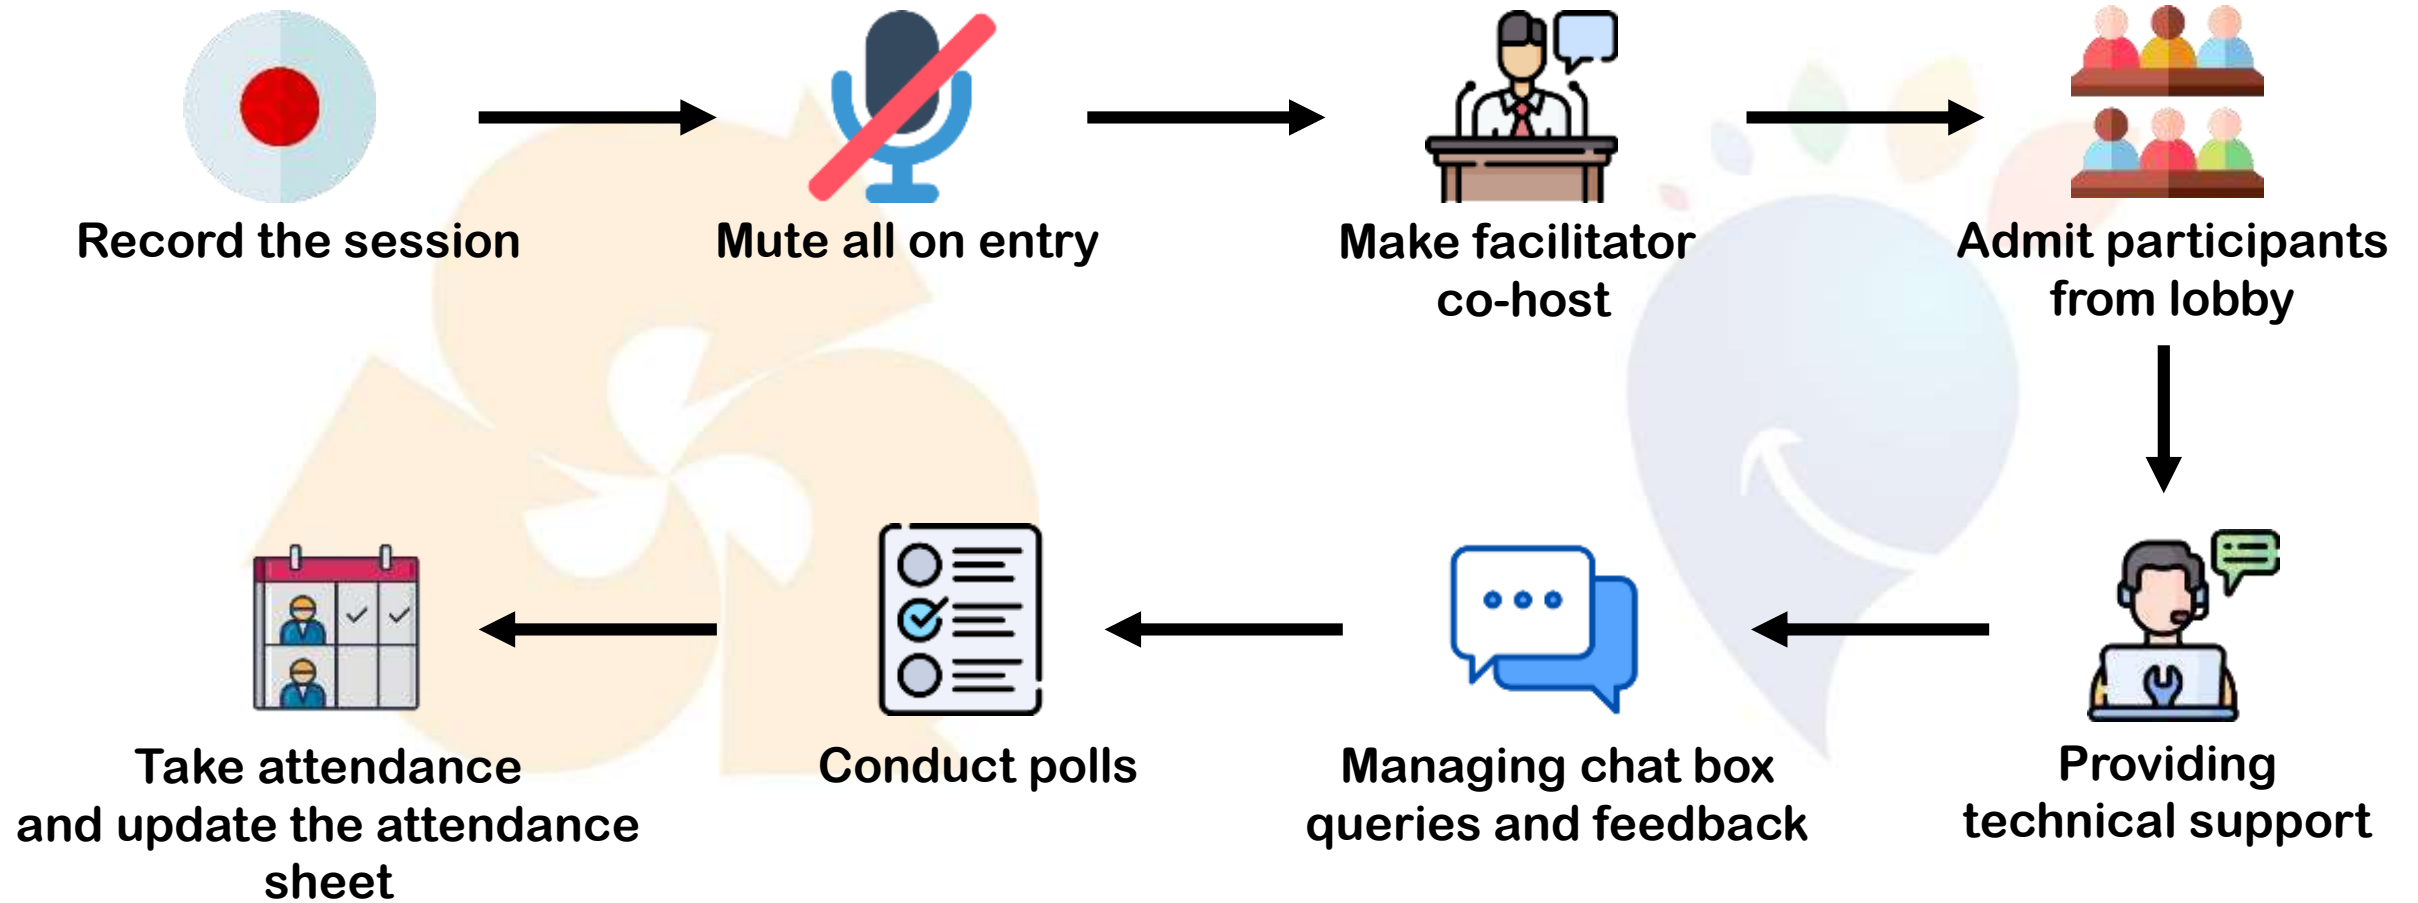 Record the session
Mute all on entry
Make facilitator
co-host
Admit participants
from lobby
Providing
technical support
Managing chat box
queries and feedback
Conduct polls
Take attendance
and update the attendance
sheet